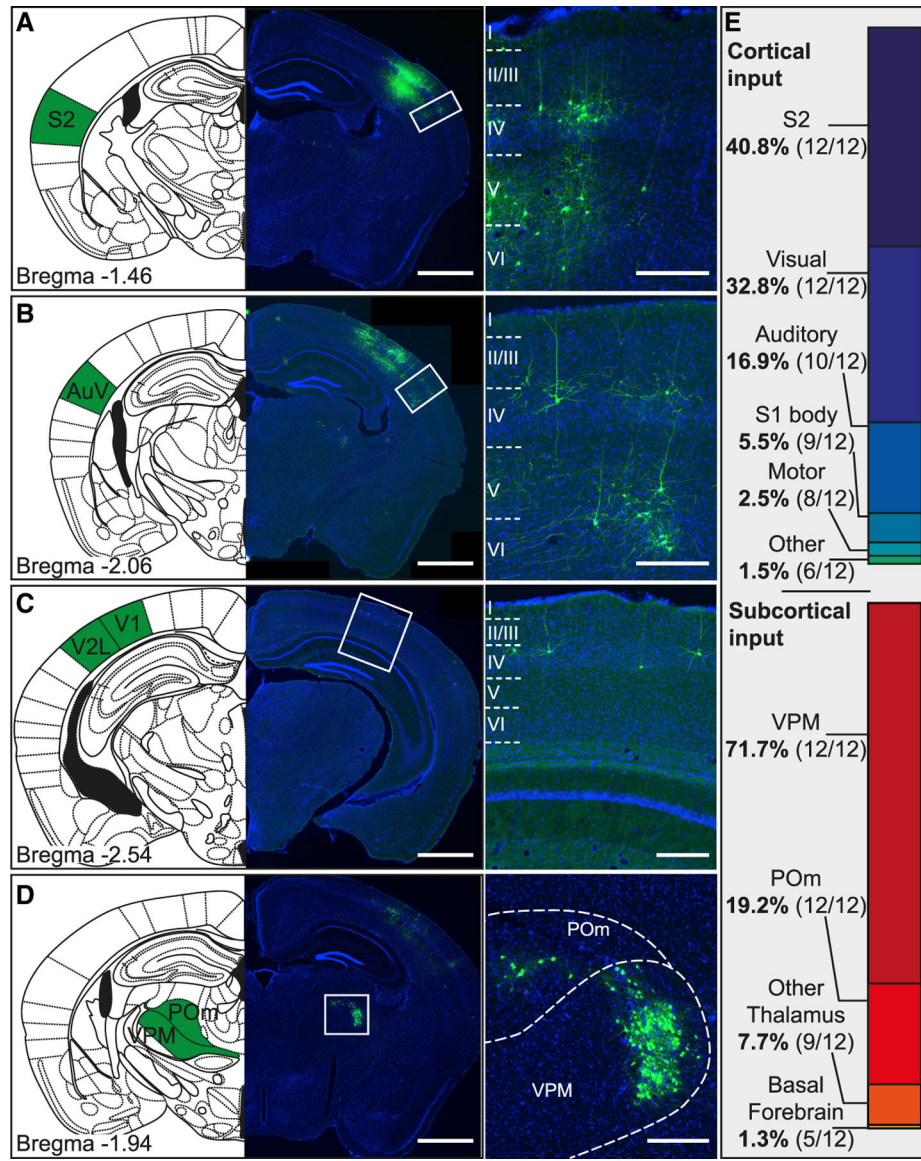 A
S2
Bregma -1.46
I
II/III
IV
V
VI
B
AuV
Bregma -2.06
I
II/III
IV
V
VI
C
V1
V2L
Bregma -2.54
I
II/III
IV
V
VI
D
POm
VPM
Bregma -1.94
POm
VPM
E
Cortical
input
S2
40.8% (12/12)
Visual
32.8% (12/12)
Auditory
16.9% (10/12)
S1 body
5.5% (9/12)
Motor
2.5% (8/12)
Other
1.5% (6/12)
Subcortical
input
VPM
71.7% (12/12)
POm
19.2% (12/12)
Other
Thalamus
7.7% (9/12)
Basal
Forebrain
1.3% (5/12)